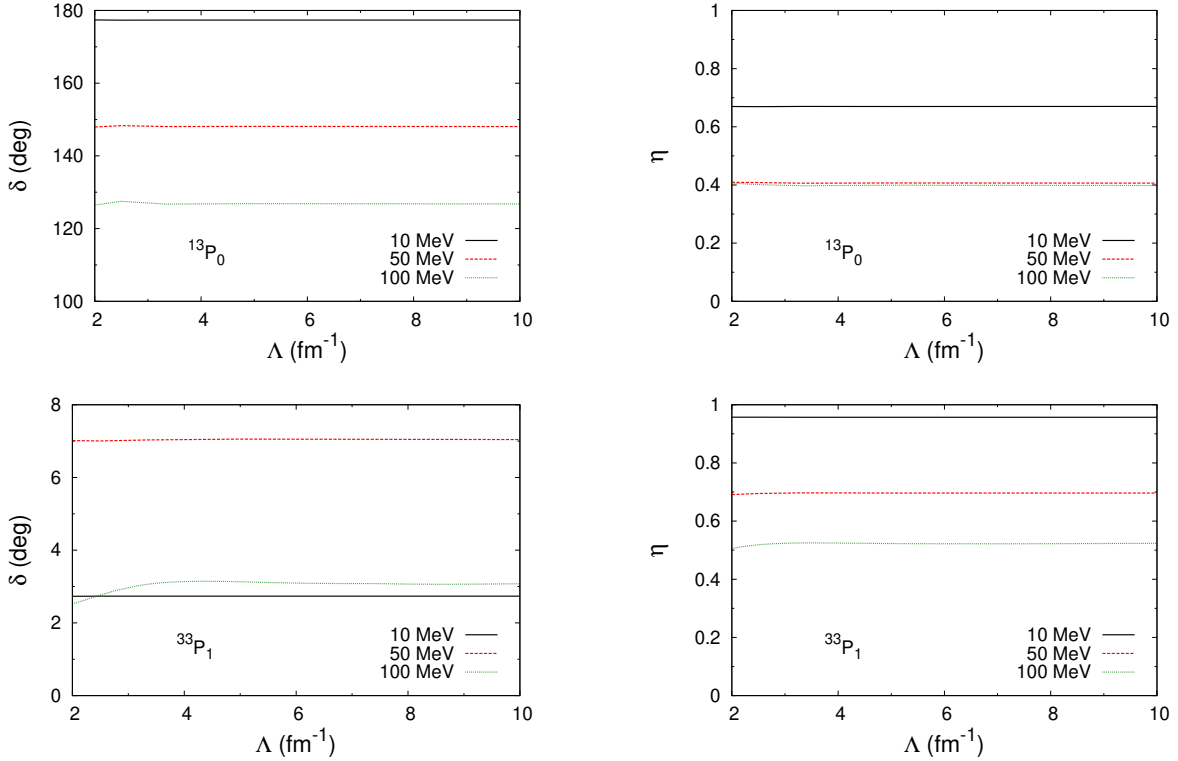 180
160
140
120
100
δ (deg)
2 4 6 8 10
Λ (fm⁻¹)
¹³P₀
10 MeV
50 MeV
100 MeV
1
0.8
0.6
0.4
0.2
0
η
2 4 6 8 10
Λ (fm⁻¹)
¹³P₀
10 MeV
50 MeV
100 MeV
8
6
4
2
0
δ (deg)
2 4 6 8 10
Λ (fm⁻¹)
³³P₁
10 MeV
50 MeV
100 MeV
1
0.8
0.6
0.4
0.2
0
η
2 4 6 8 10
Λ (fm⁻¹)
³³P₁
10 MeV
50 MeV
100 MeV